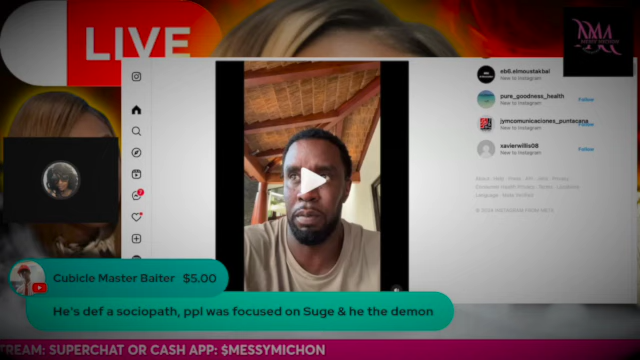 LIVE
eb6.elmoustakbal
New to Instagram
pure_goodness_health
New to Instagram
Follow
jymcomunicaciones_puntacana
New to Instagram
Follow
xavierwillis08
New to Instagram
Follow
Cubicle Master Baiter $5.00
He's def a sociopath, ppl was focused on Suge & he the demon
TREAM: SUPERCHAT OR CASH APP: $MESSYMICHON